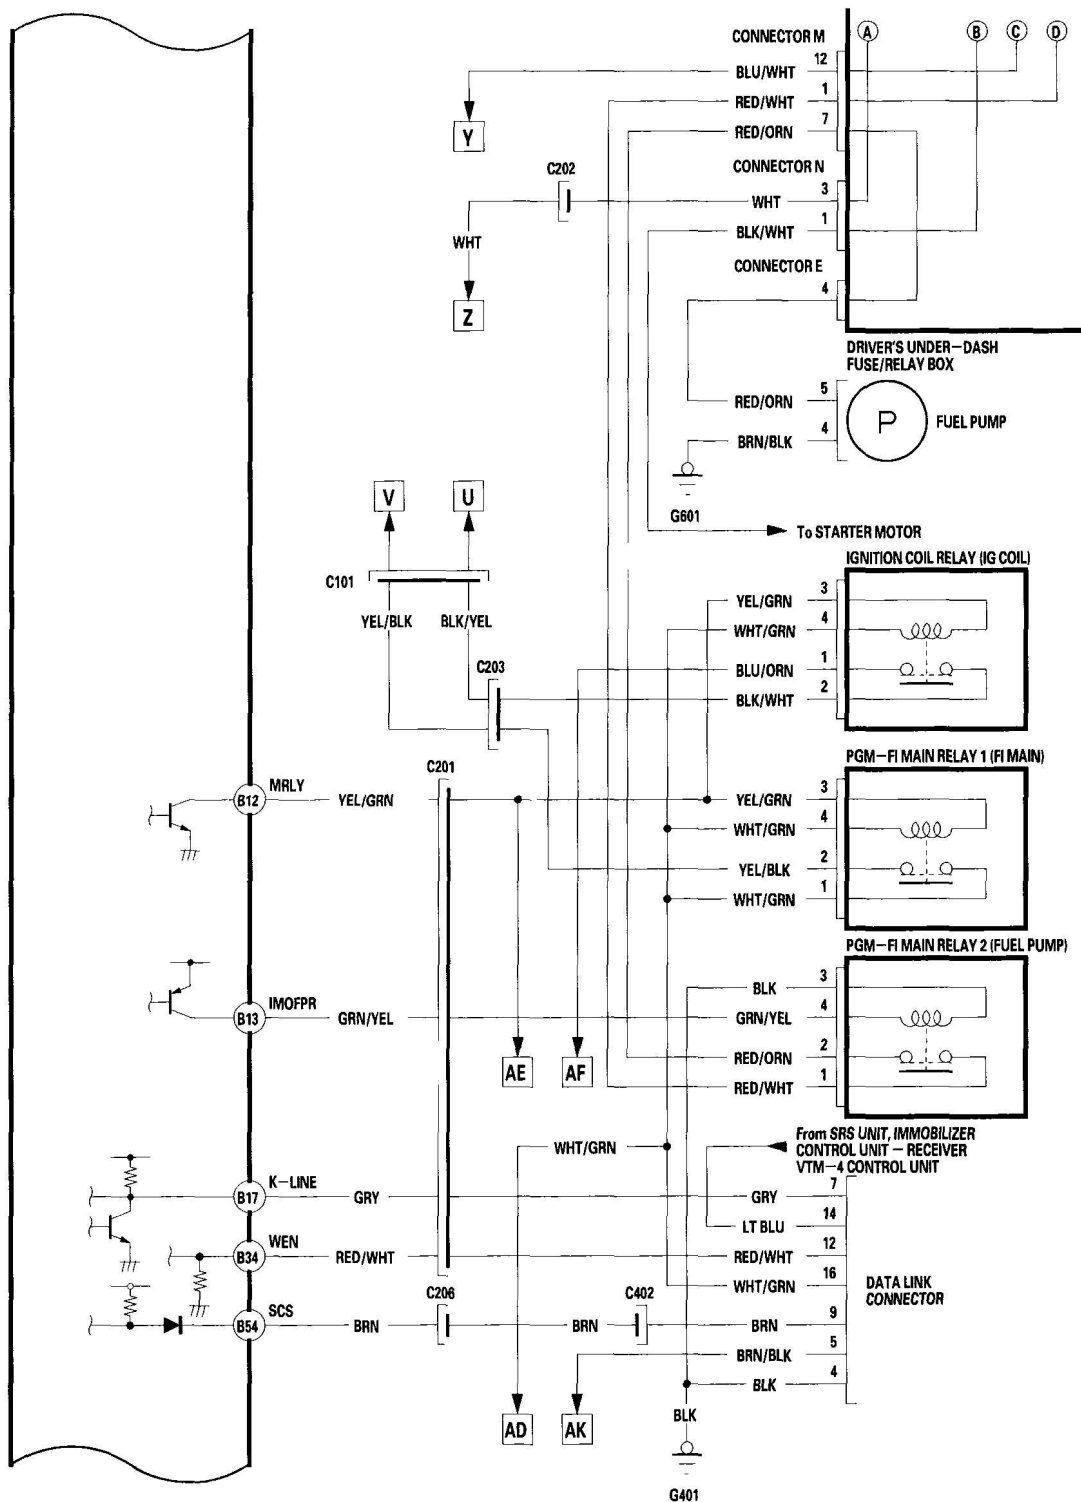 CONNECTOR M
12
BLU/WHT
1
RED/WHT
7
RED/ORN
A
B
C
D
Y
C202
CONNECTOR N
3
WHT
1
BLK/WHT
WHT
CONNECTOR E
4
Z
DRIVER'S UNDER-DASH
FUSE/RELAY BOX
5
RED/ORN
4
BRN/BLK
P
FUEL PUMP
G601
V
U
To STARTER MOTOR
C101
YEL/BLK
BLK/YEL
C203
IGNITION COIL RELAY (IG COIL)
3
YEL/GRN
4
WHT/GRN
1
BLU/ORN
2
BLK/WHT
C201
MRLY
B12
YEL/GRN
PGM-FI MAIN RELAY 1 (FI MAIN)
3
YEL/GRN
4
WHT/GRN
2
YEL/BLK
1
WHT/GRN
PGM-FI MAIN RELAY 2 (FUEL PUMP)
3
BLK
IMOFPR
B13
GRN/YEL
4
GRN/YEL
2
RED/ORN
1
RED/WHT
AE
AF
From SRS UNIT, IMMOBILIZER
CONTROL UNIT - RECEIVER
VTM-4 CONTROL UNIT
WHT/GRN
K-LINE
B17
GRY
7
GRY
14
LT BLU
WEN
B34
RED/WHT
12
RED/WHT
16
WHT/GRN
DATA LINK
CONNECTOR
SCS
B54
BRN
C206
BRN
C402
9
BRN
5
BRN/BLK
4
BLK
AD
AK
BLK
G401